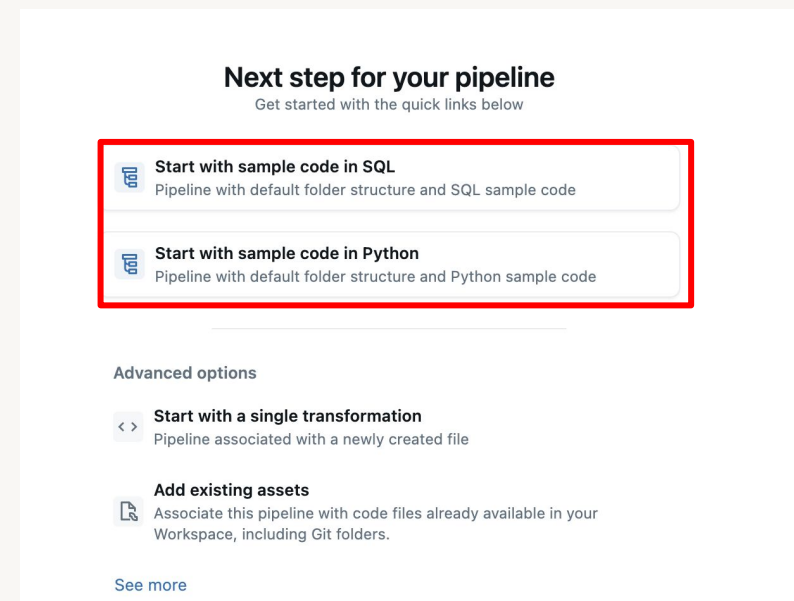 Next step for your pipeline
Get started with the quick links below
Start with sample code in SQL
Pipeline with default folder structure and SQL sample code
Start with sample code in Python
Pipeline with default folder structure and Python sample code
Advanced options
Start with a single transformation
Pipeline associated with a newly created file
Add existing assets
Associate this pipeline with code files already available in your
Workspace, including Git folders.
See more